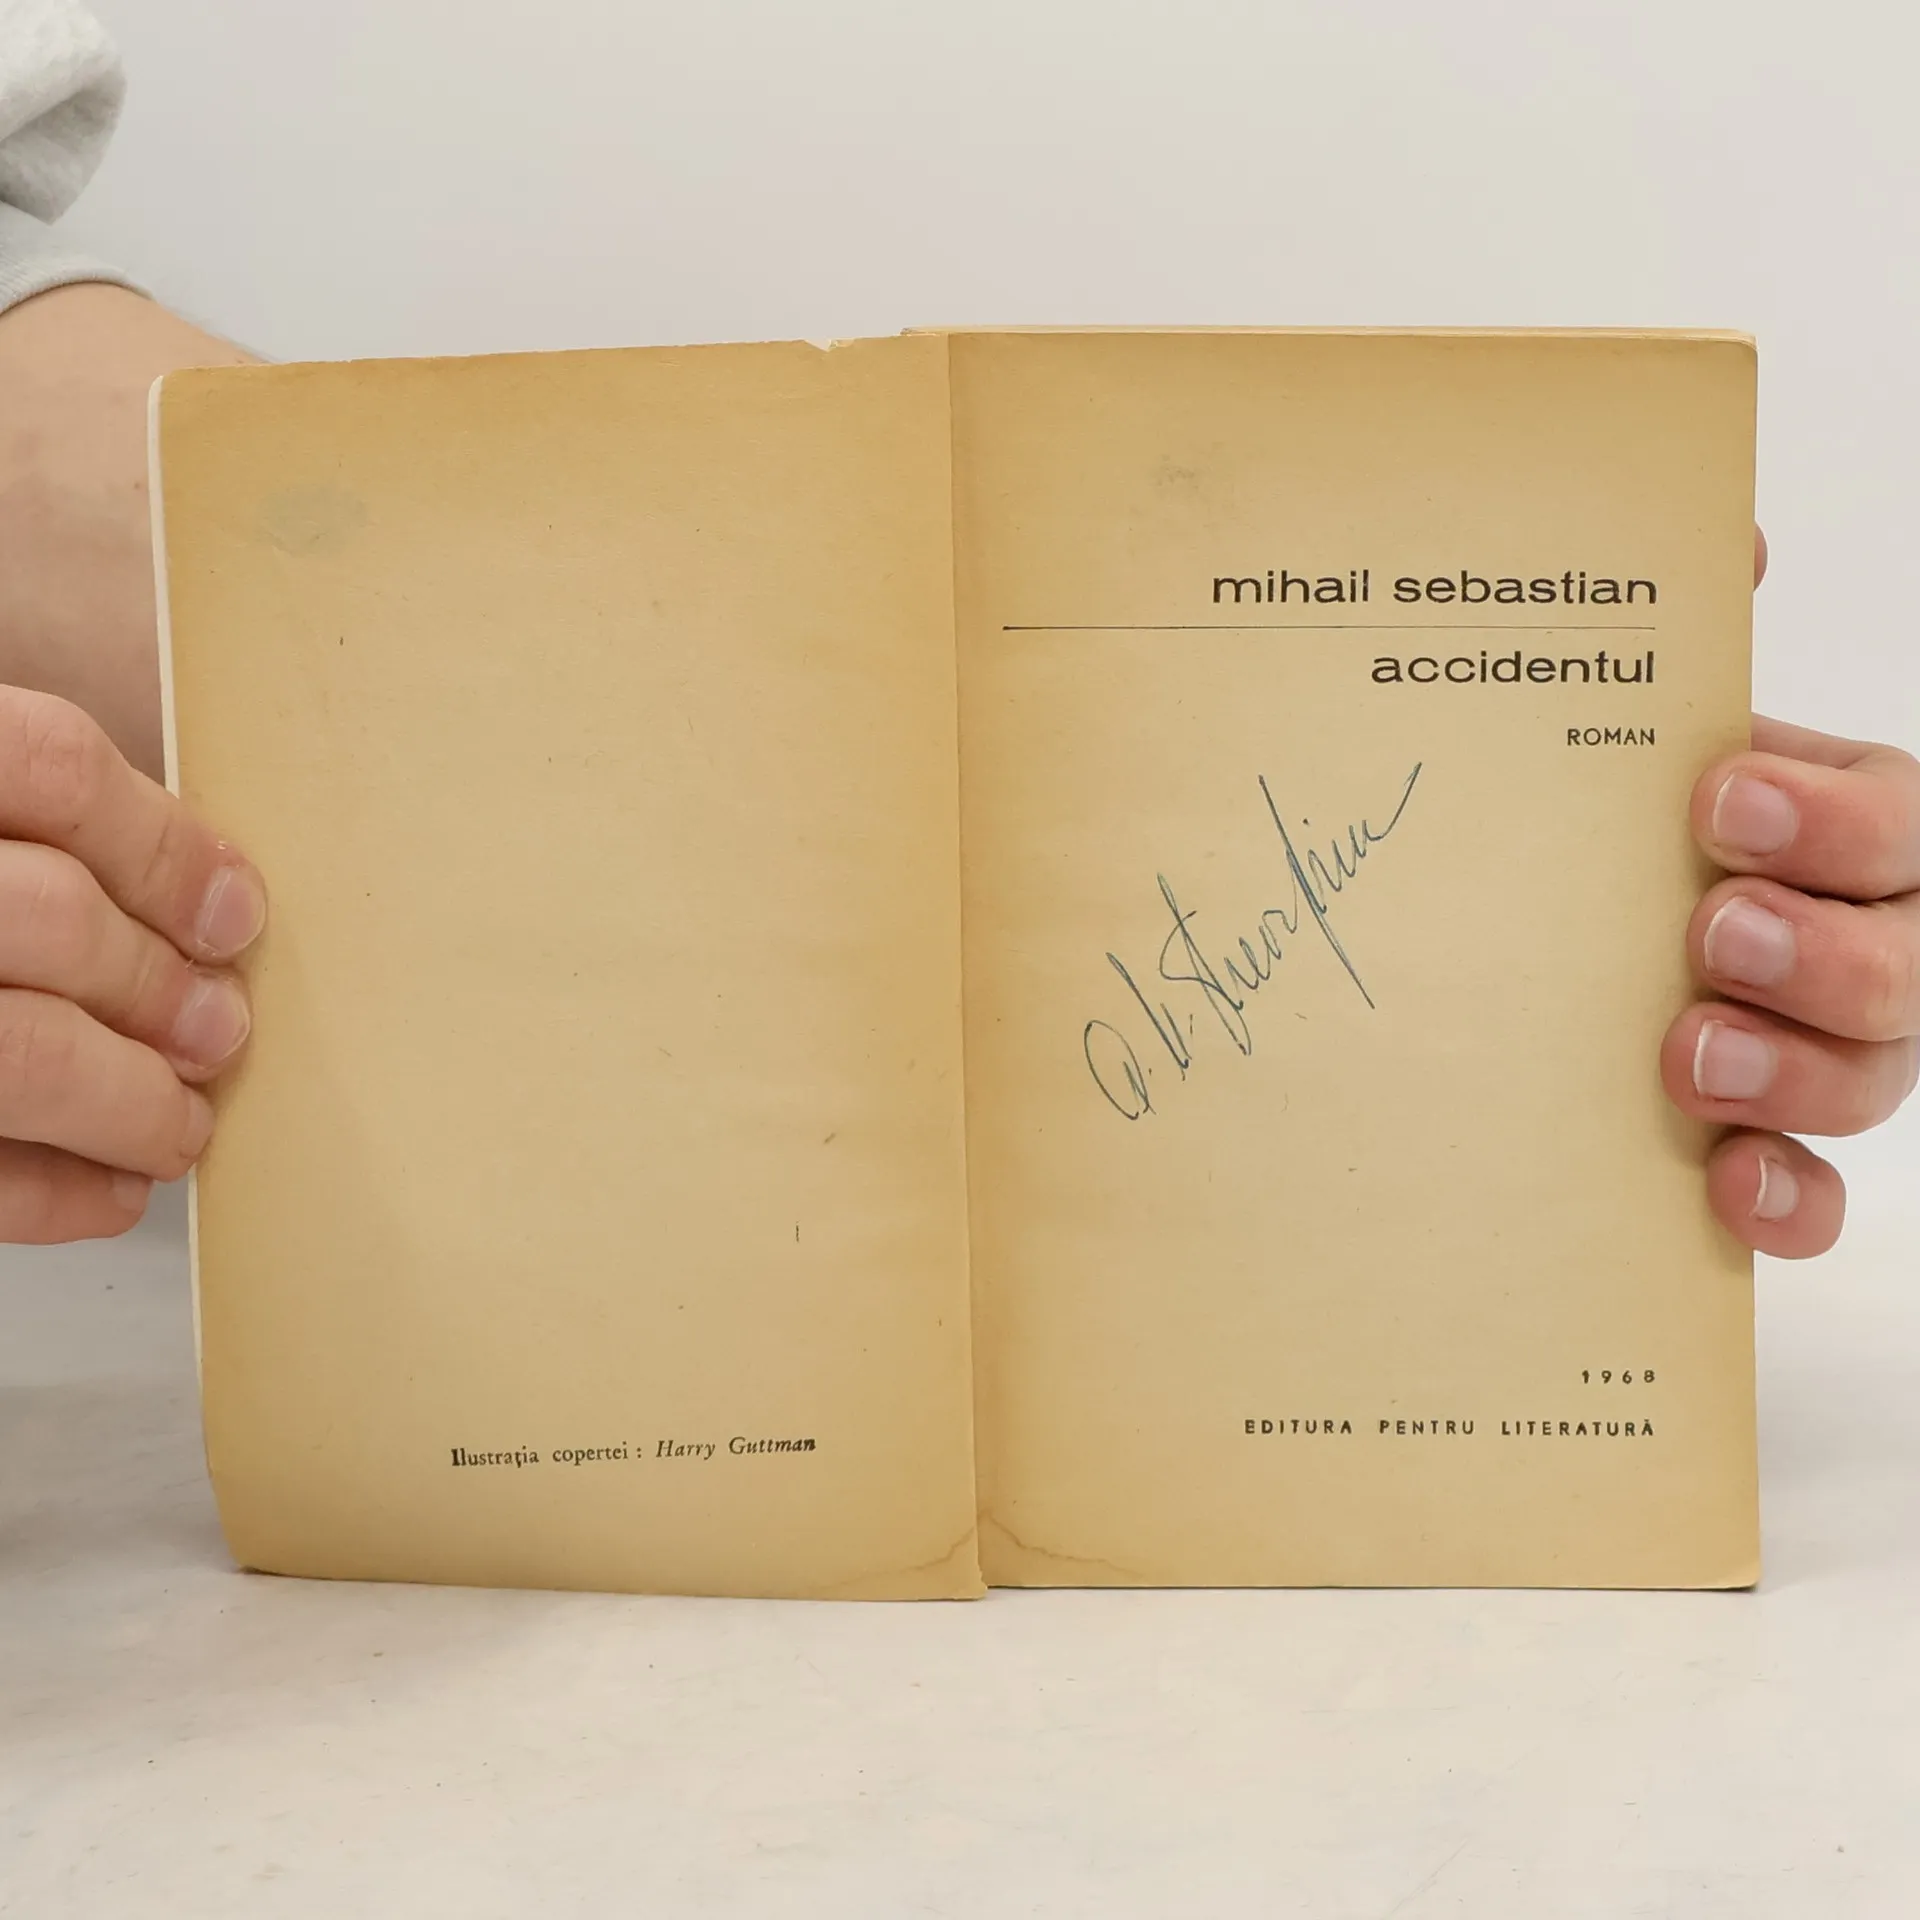 Ilustrația copertei : Harry Guttman
mihail sebastian
accidentul
ROMAN
1968
EDITURA PENTRU LITERATURĂ